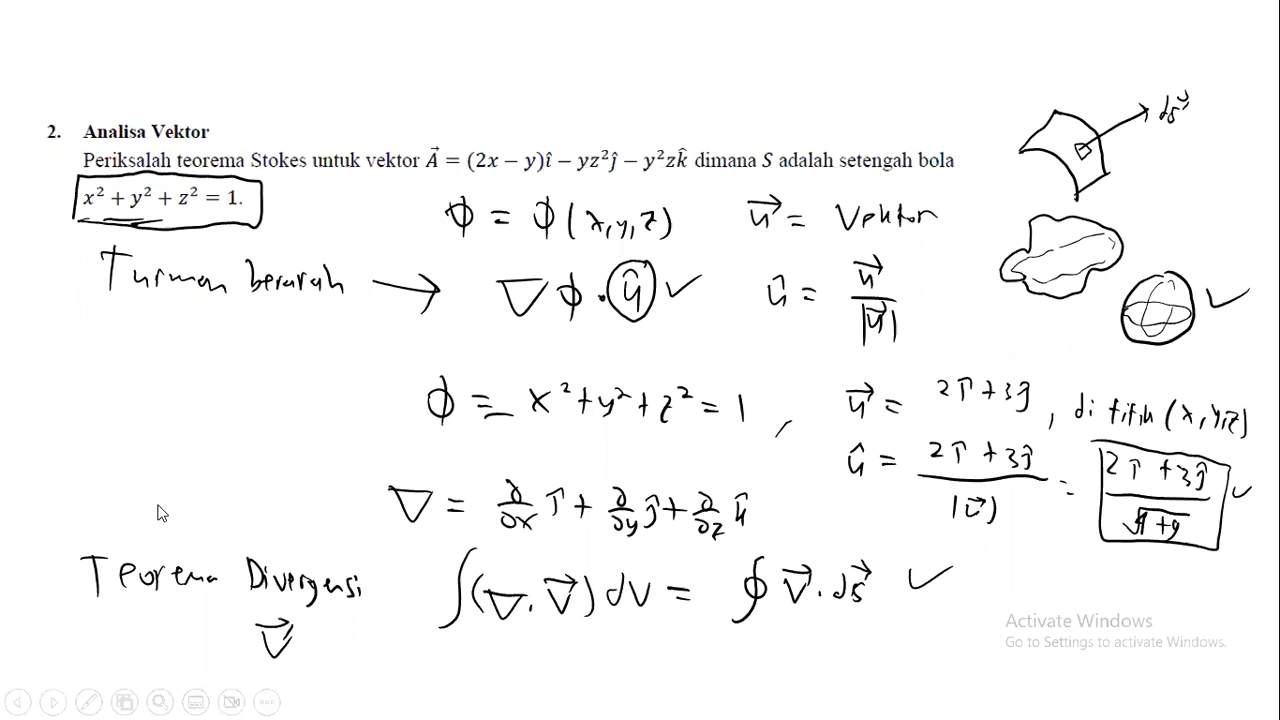 2. Analisa Vektor
Periksalah teorema Stokes untuk vektor A⃗ = (2x − y)î − yz²ĵ − y²zk̂ dimana S adalah setengah bola
x² + y² + z² = 1.
ds⃗
ϕ = ϕ(x,y,z)
u⃗ = Vektor
Turunan berarah → ∇ϕ · û ✓
û = u⃗ / |u⃗|
✓
ϕ = x² + y² + z² = 1 ,
u⃗ = 2î + 3ĵ , di titik (x,y,z)
û = (2î + 3ĵ) / |u⃗| = (2î + 3ĵ) / √(4+9) ✓
∇ = ∂/∂x î + ∂/∂y ĵ + ∂/∂z k̂
Teorema Divergensi
∫(∇ · V⃗) dV = ∮ V⃗ · ds⃗ ✓
V⃗
Activate Windows
Go to Settings to activate Windows.